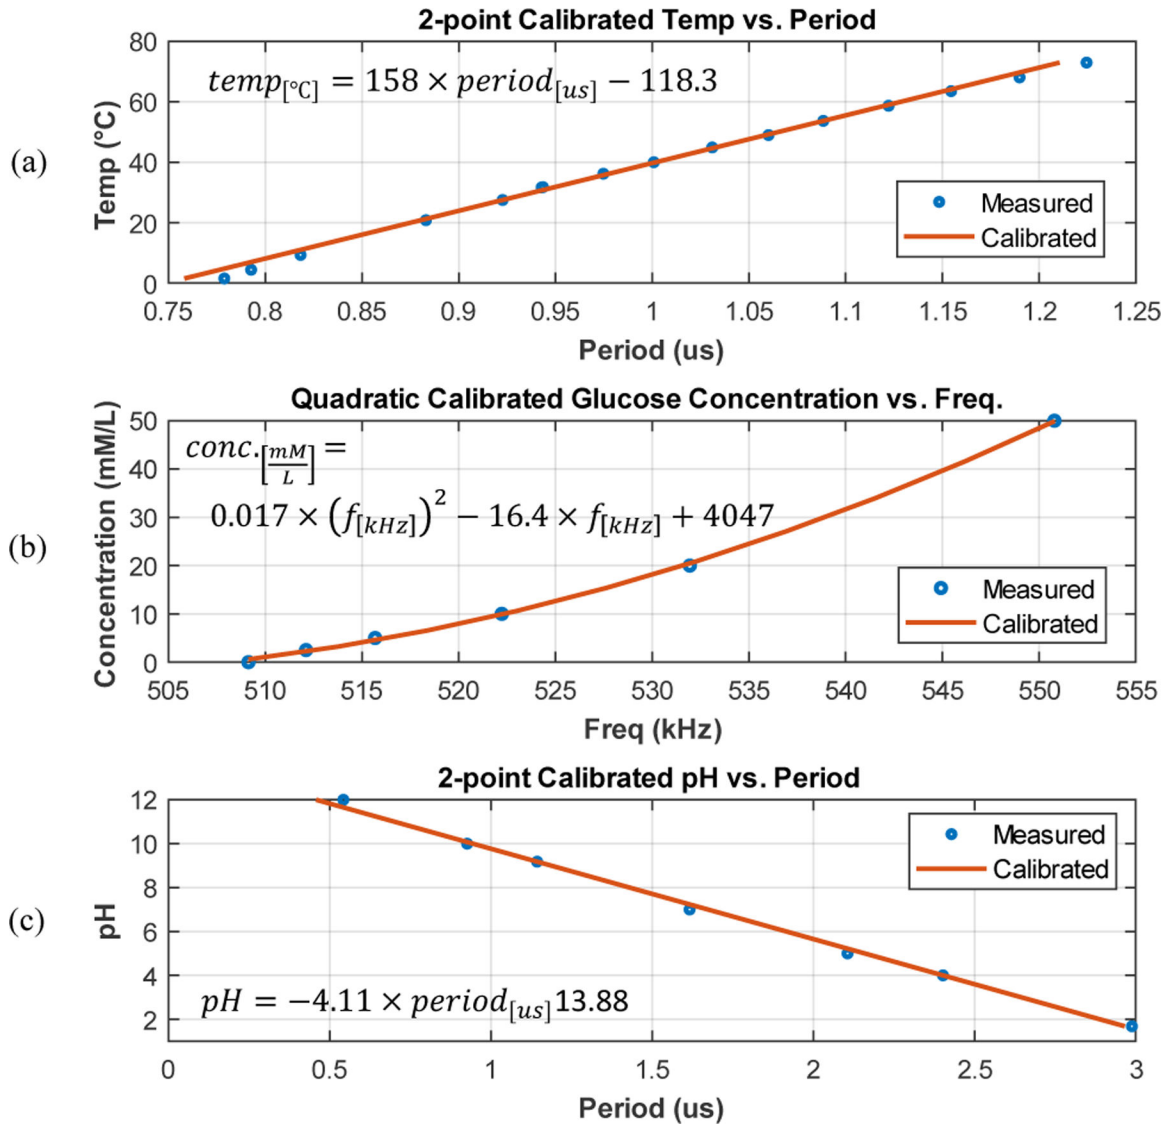 2-point Calibrated Temp vs. Period
80
temp[°C] = 158 × period[us] − 118.3
60
(a)
Temp (°C)
40
Measured
20
Calibrated
0
0.75 0.8 0.85 0.9 0.95 1 1.05 1.1 1.15 1.2 1.25
Period (us)
Quadratic Calibrated Glucose Concentration vs. Freq.
50
conc.[mM/L] =
40
0.017 × (f[kHz])² − 16.4 × f[kHz] + 4047
30
(b)
Concentration (mM/L)
20
Measured
10
Calibrated
0
505 510 515 520 525 530 535 540 545 550 555
Freq (kHz)
2-point Calibrated pH vs. Period
12
Measured
10
Calibrated
8
(c)
pH
6
4
pH = −4.11 × period[us]13.88
2
0 0.5 1 1.5 2 2.5 3
Period (us)